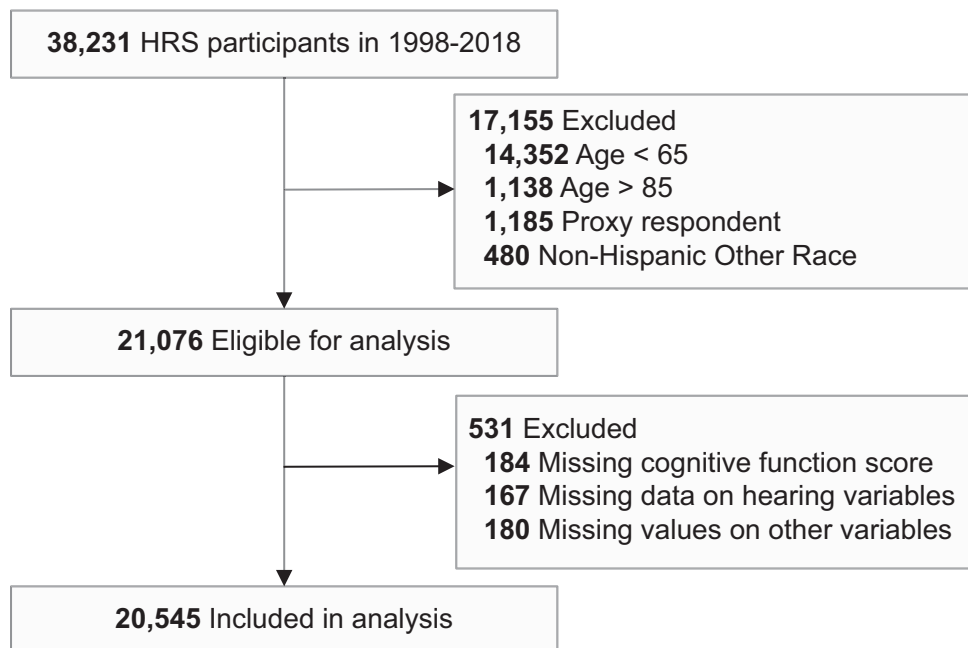 38,231 HRS participants in 1998-2018
17,155 Excluded
14,352 Age < 65
1,138 Age > 85
1,185 Proxy respondent
480 Non-Hispanic Other Race
21,076 Eligible for analysis
531 Excluded
184 Missing cognitive function score
167 Missing data on hearing variables
180 Missing values on other variables
20,545 Included in analysis